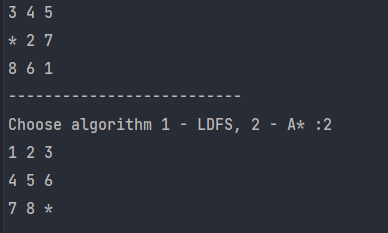 3 4 5
* 2 7
8 6 1
--------------------------
Choose algorithm 1 - LDFS, 2 - A* :2
1 2 3
4 5 6
7 8 *